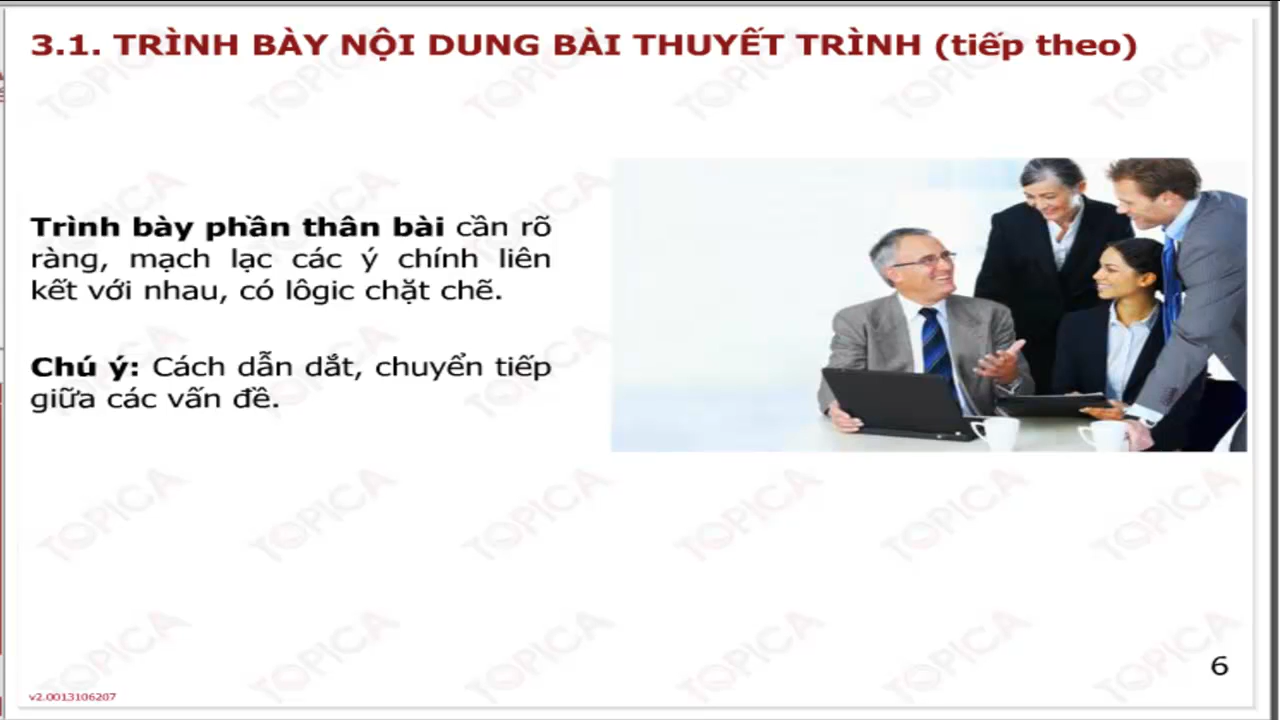 3.1. TRÌNH BÀY NỘI DUNG BÀI THUYẾT TRÌNH (tiếp theo)
Trình bày phần thân bài cần rõ
ràng, mạch lạc các ý chính liên
kết với nhau, có lôgic chặt chẽ.
Chú ý: Cách dẫn dắt, chuyển tiếp
giữa các vấn đề.
6
v2.0013106207
TOPICA